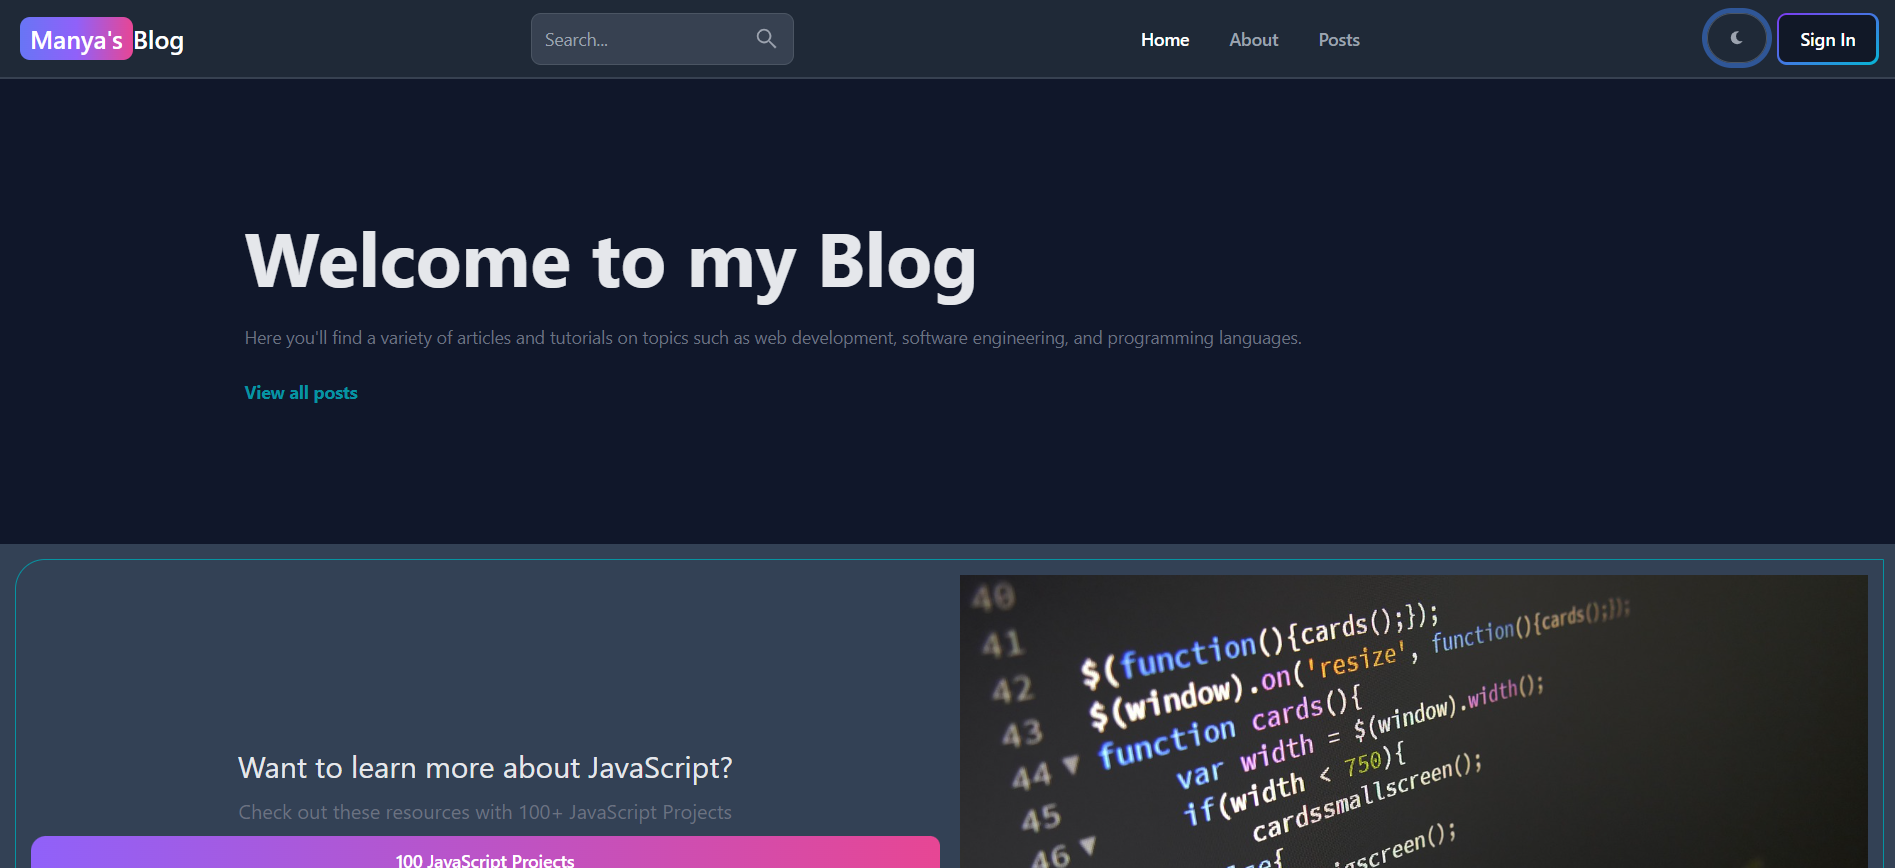 Manya's Blog
Search...
Home
About
Posts
Sign In
Welcome to my Blog
Here you'll find a variety of articles and tutorials on topics such as web development, software engineering, and programming languages.
View all posts
Want to learn more about JavaScript?
Check out these resources with 100+ JavaScript Projects
100 JavaScript Projects
40
41 $(function(){cards();});
42 $(window).on('resize', function(){cards();});
43 function cards(){
44 var width = $(window).width();
45 if(width < 750){
46 cardssmallscreen();